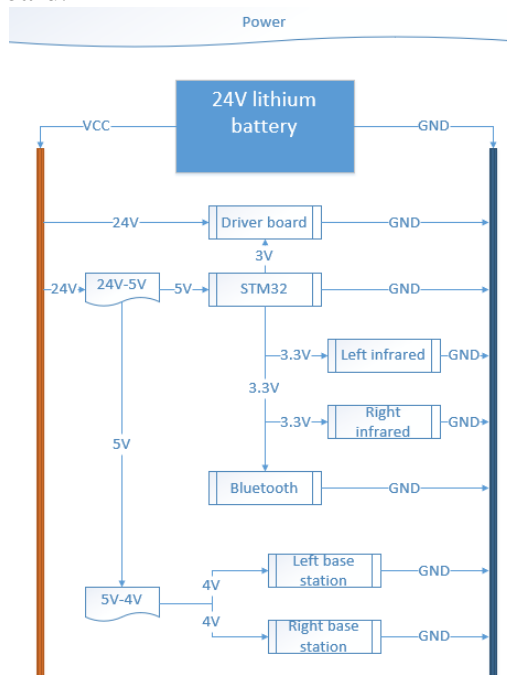 Power
24V lithium
battery
VCC
GND
24V
Driver board
GND
3V
24V
24V-5V
5V
STM32
GND
3.3V
Left infrared
GND
3.3V
3.3V
Right
infrared
GND
5V
Bluetooth
GND
5V-4V
4V
Left base
station
GND
4V
Right base
station
GND